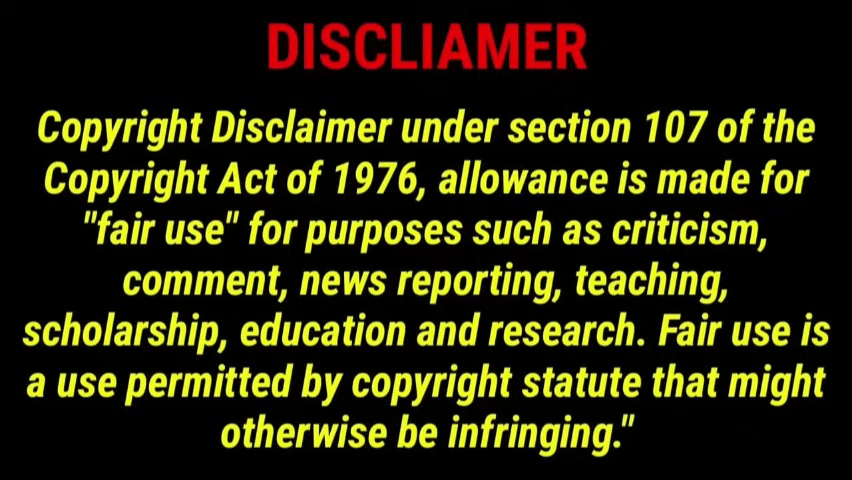 DISCLIAMER
Copyright Disclaimer under section 107 of the
Copyright Act of 1976, allowance is made for
"fair use" for purposes such as criticism,
comment, news reporting, teaching,
scholarship, education and research. Fair use is
a use permitted by copyright statute that might
otherwise be infringing."